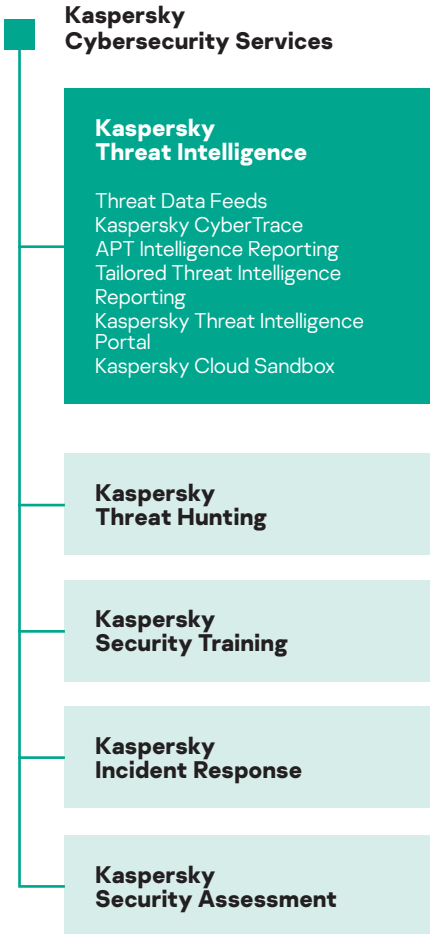 Kaspersky
Cybersecurity Services
Kaspersky
Threat Intelligence
Threat Data Feeds
Kaspersky CyberTrace
APT Intelligence Reporting
Tailored Threat Intelligence
Reporting
Kaspersky Threat Intelligence
Portal
Kaspersky Cloud Sandbox
Kaspersky
Threat Hunting
Kaspersky
Security Training
Kaspersky
Incident Response
Kaspersky
Security Assessment